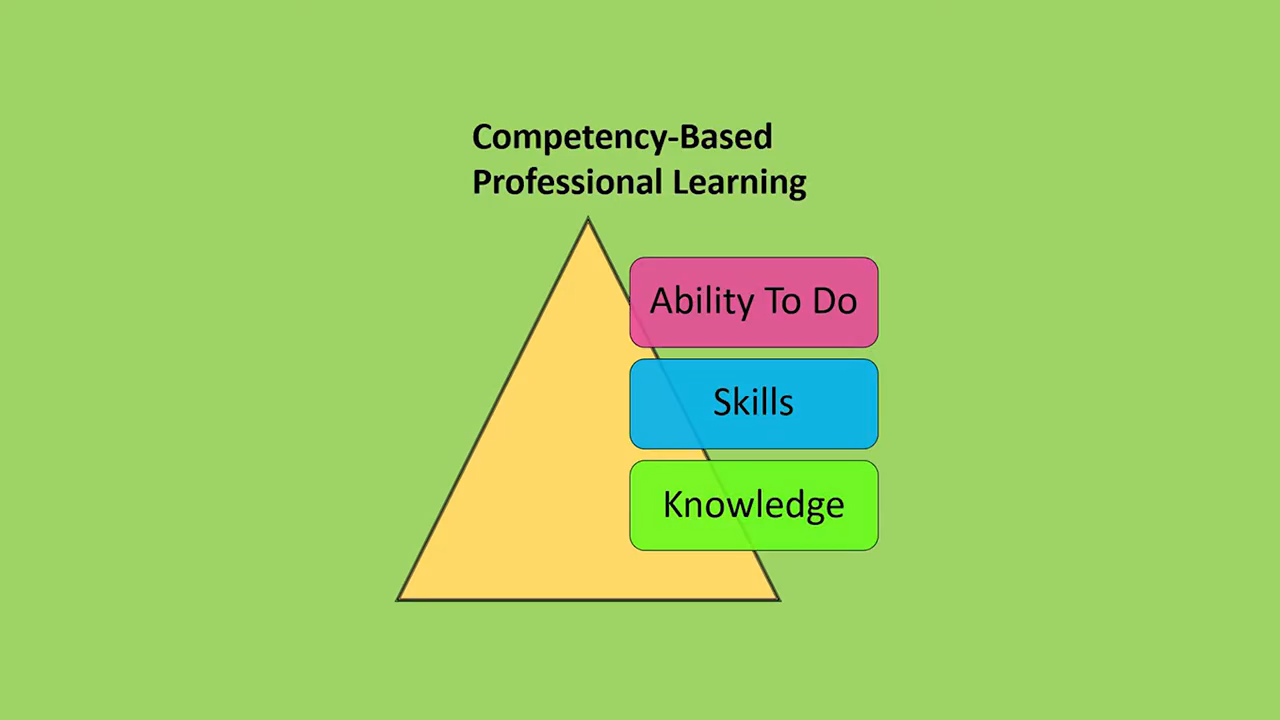 Competency-Based
Professional Learning
Ability To Do
Skills
Knowledge